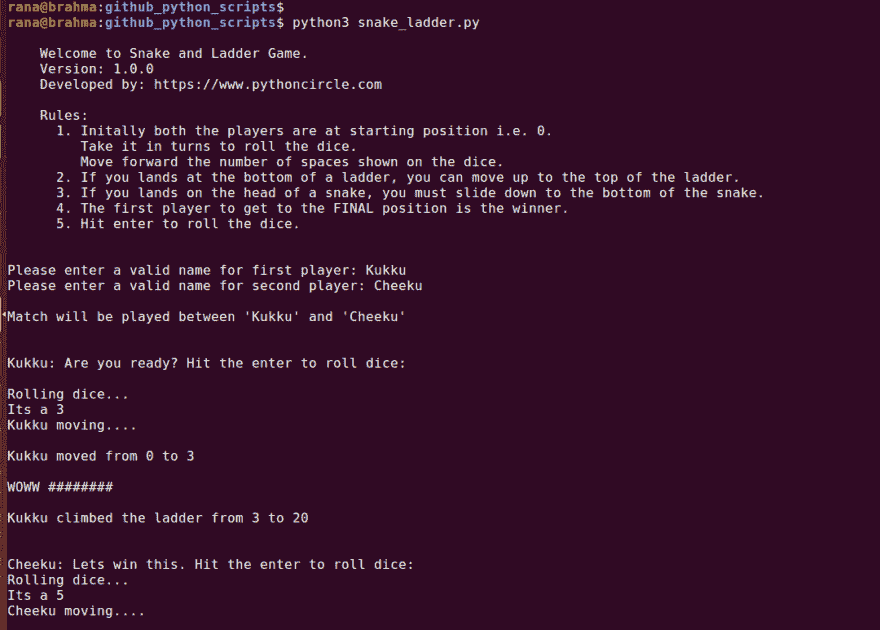 rana@brahma:github_python_scripts$
rana@brahma:github_python_scripts$ python3 snake_ladder.py
Welcome to Snake and Ladder Game.
Version: 1.0.0
Developed by: https://www.pythoncircle.com
Rules:
1. Initally both the players are at starting position i.e. 0.
Take it in turns to roll the dice.
Move forward the number of spaces shown on the dice.
2. If you lands at the bottom of a ladder, you can move up to the top of the ladder.
3. If you lands on the head of a snake, you must slide down to the bottom of the snake.
4. The first player to get to the FINAL position is the winner.
5. Hit enter to roll the dice.
Please enter a valid name for first player: Kukku
Please enter a valid name for second player: Cheeku
Match will be played between 'Kukku' and 'Cheeku'
Kukku: Are you ready? Hit the enter to roll dice:
Rolling dice...
Its a 3
Kukku moving....
Kukku moved from 0 to 3
WOWW ########
Kukku climbed the ladder from 3 to 20
Cheeku: Lets win this. Hit the enter to roll dice:
Rolling dice...
Its a 5
Cheeku moving....